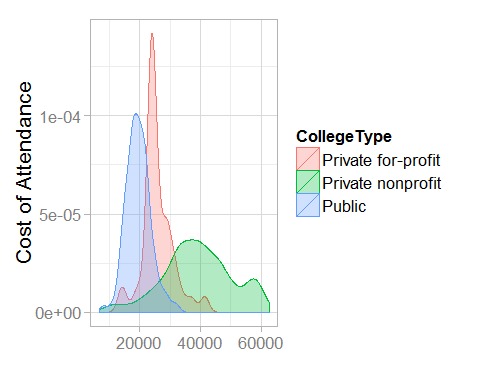 Cost of Attendance
1e-04
5e-05
0e+00
20000 40000 60000
CollegeType
Private for-profit
Private nonprofit
Public